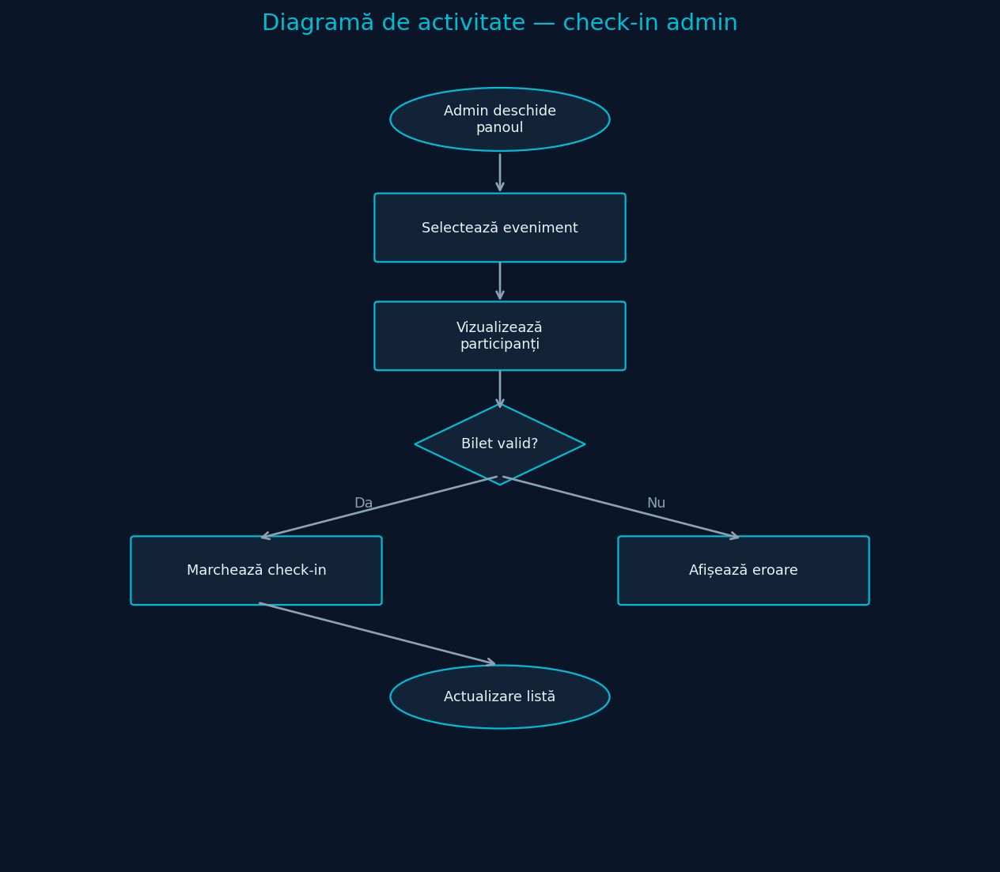 Diagramă de activitate — check-in admin
Admin deschide
panoul
Selectează eveniment
Vizualizează
participanți
Bilet valid?
Da
Nu
Marchează check-in
Afișează eroare
Actualizare listă